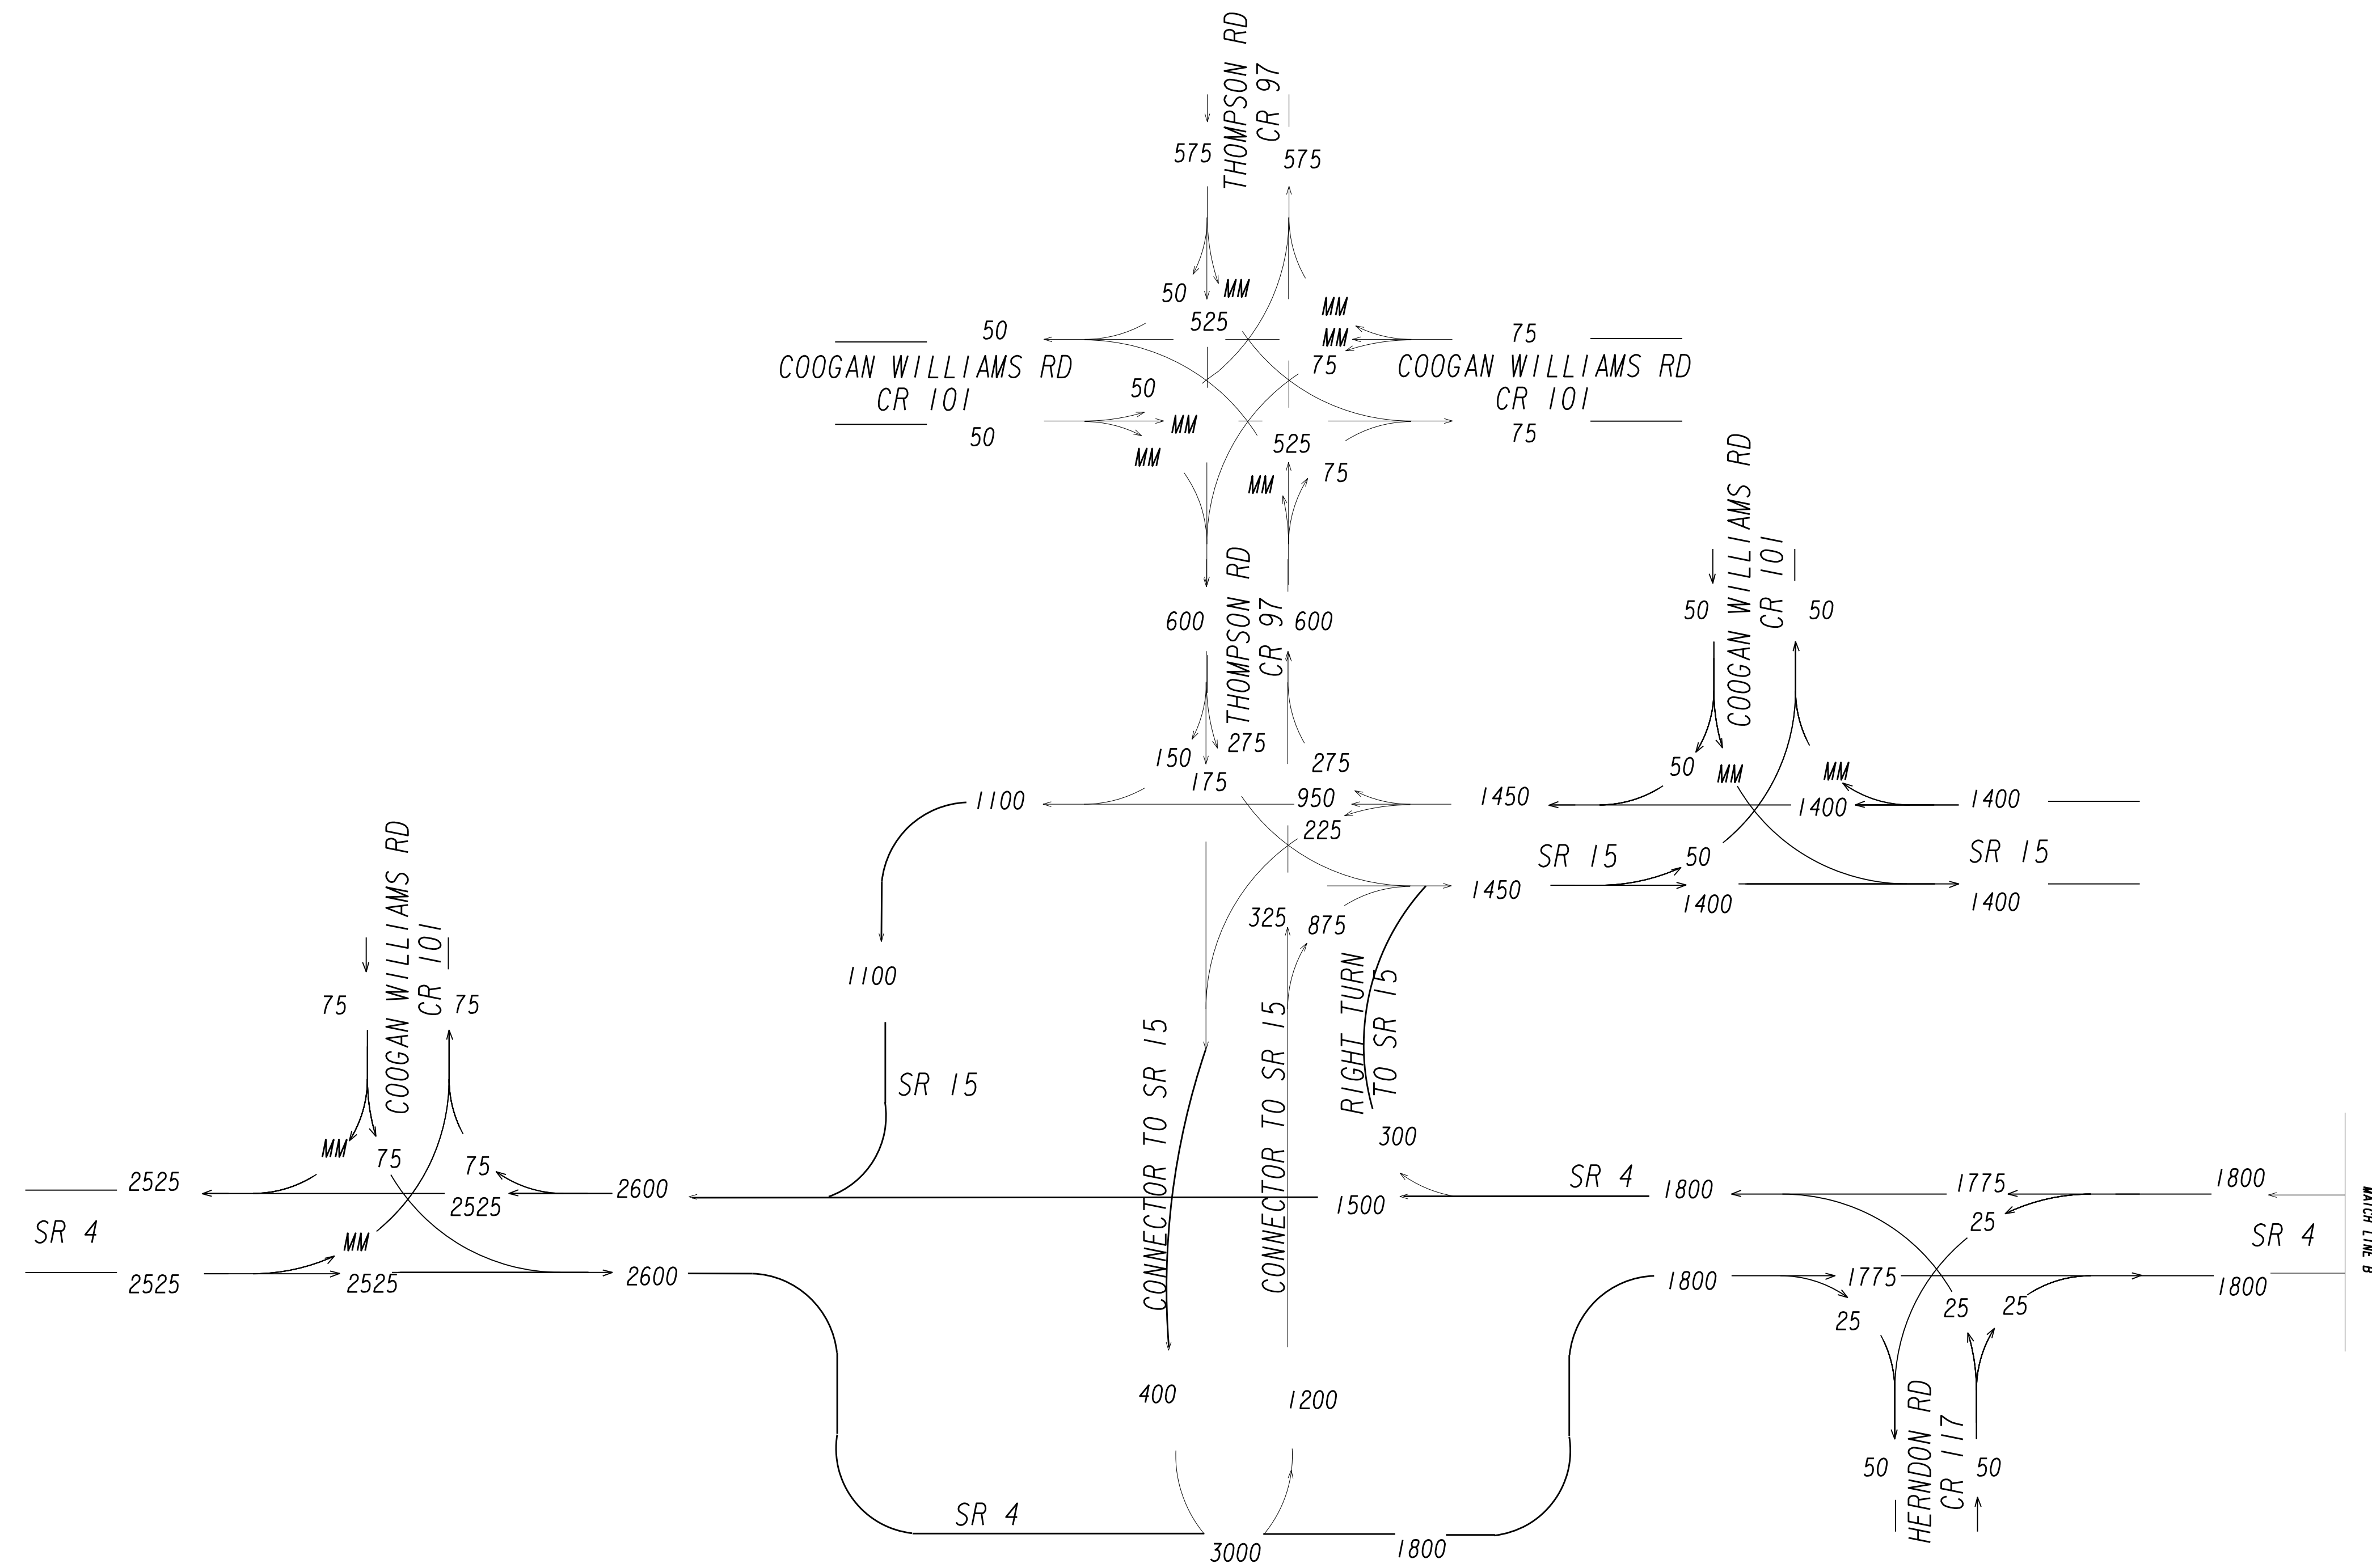 THOMPSON RD
CR 97
575
575
50
MM
525
MM
MM
75
50
COOGAN WILLIAMS RD
CR 101
50
50
MM
MM
75
COOGAN WILLIAMS RD
CR 101
75
525
MM
75
600
THOMPSON RD
CR 97
600
150
275
175
275
950
225
1100
1450
COOGAN WILLIAMS RD
CR 101
50
50
50
MM
MM
1400
1400
SR 15
50
SR 15
1450
1400
1400
325
875
1100
SR 15
CONNECTOR TO SR 15
CONNECTOR TO SR 15
RIGHT TURN
TO SR 15
300
COOGAN WILLIAMS RD
CR 101
75
75
MM
75
75
2525
2525
2600
SR 4
MM
2525
2525
2600
1500
SR 4
1800
1775
1800
25
SR 4
MATCH LINE B
1800
1775
1800
25
25
25
400
1200
50
HERNDON RD
CR 117
50
SR 4
3000
1800